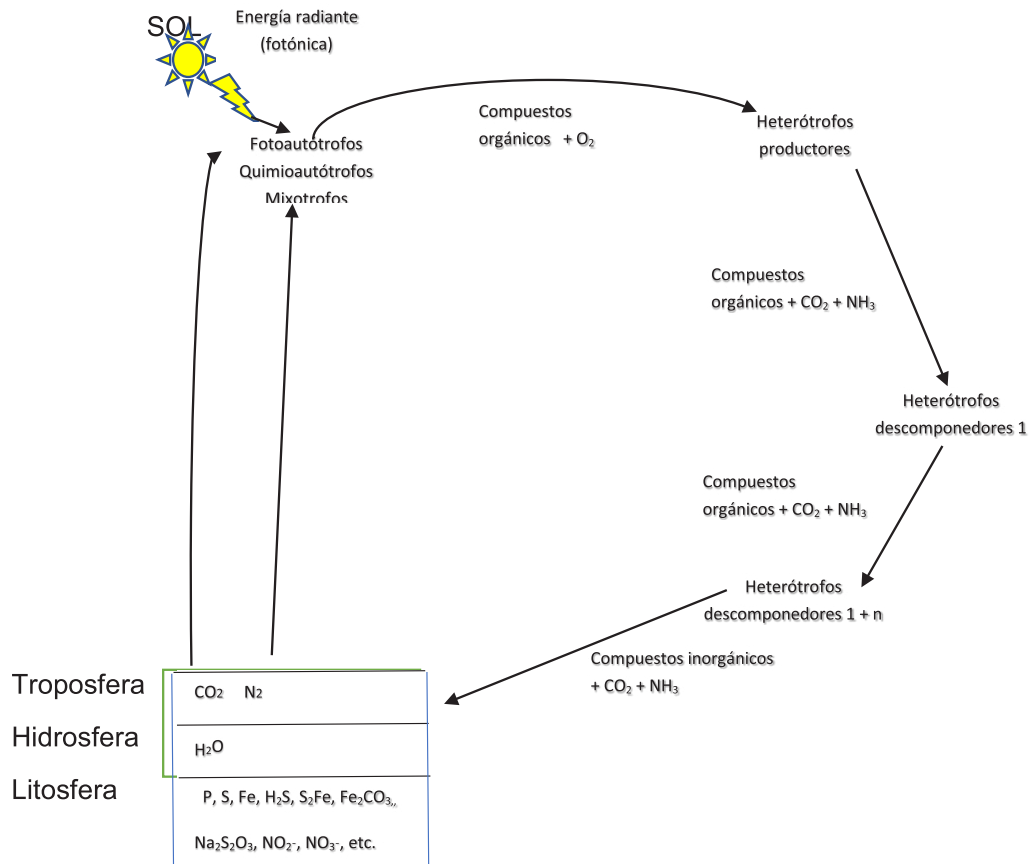 SOL
Energía radiante
(fotónica)
Fotoautótrofos
Quimioautótrofos
Mixotrofos
Compuestos
orgánicos + O₂
Heterótrofos
productores
Compuestos
orgánicos + CO₂ + NH₃
Heterótrofos
descomponedores 1
Compuestos
orgánicos + CO₂ + NH₃
Heterótrofos
descomponedores 1 + n
Compuestos inorgánicos
+ CO₂ + NH₃
Troposfera
CO₂ N₂
Hidrosfera
H₂O
Litosfera
P, S, Fe, H₂S, S₂Fe, Fe₂CO₃,,
Na₂S₂O₃, NO₂-, NO₃-, etc.